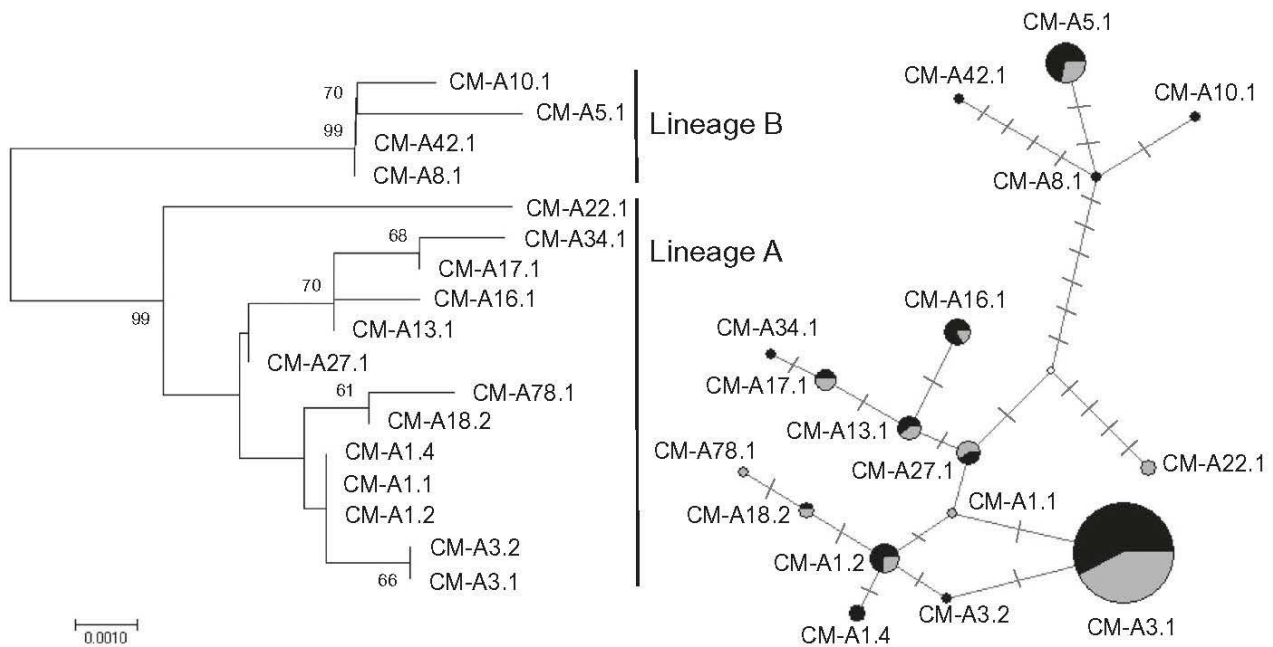 CM-A10.1
70
CM-A5.1
99
CM-A42.1
CM-A8.1
Lineage B
CM-A22.1
68
CM-A34.1
CM-A17.1
Lineage A
70
CM-A16.1
CM-A13.1
99
CM-A27.1
61
CM-A78.1
CM-A18.2
CM-A1.4
CM-A1.1
CM-A1.2
CM-A3.2
66
CM-A3.1
0.0010
CM-A5.1
CM-A42.1
CM-A10.1
CM-A8.1
CM-A16.1
CM-A34.1
CM-A17.1
CM-A13.1
CM-A78.1
CM-A27.1
CM-A22.1
CM-A1.1
CM-A18.2
CM-A1.2
CM-A3.2
CM-A1.4
CM-A3.1